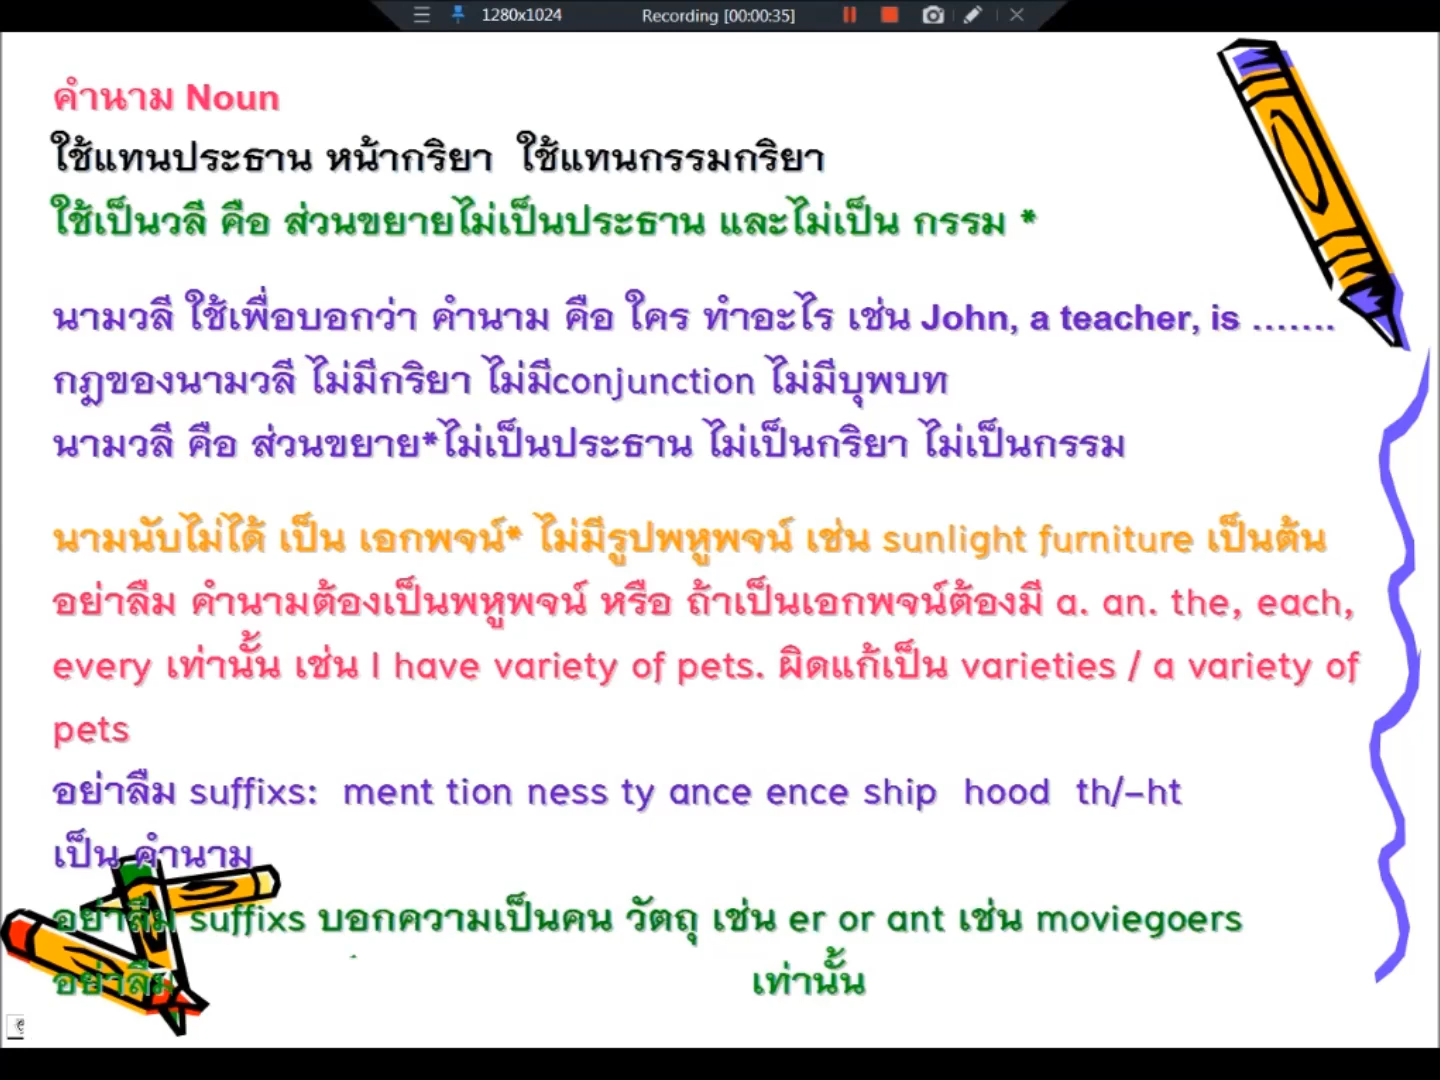 1280x1024 Recording [00:00:35]
คำนาม Noun
ใช้แทนประธาน หน้ากริยา ใช้แทนกรรมกริยา
ใช้เป็นวลี คือ ส่วนขยายไม่เป็นประธาน และไม่เป็น กรรม *
นามวลี ใช้เพื่อบอกว่า คำนาม คือ ใคร ทำอะไร เช่น John, a teacher, is .......
กฎของนามวลี ไม่มีกริยา ไม่มีconjunction ไม่มีบุพบท
นามวลี คือ ส่วนขยาย*ไม่เป็นประธาน ไม่เป็นกริยา ไม่เป็นกรรม
นามนับไม่ได้ เป็น เอกพจน์* ไม่มีรูปพหูพจน์ เช่น sunlight furniture เป็นต้น
อย่าลืม คำนามต้องเป็นพหูพจน์ หรือ ถ้าเป็นเอกพจน์ต้องมี a. an. the, each,
every เท่านั้น เช่น I have variety of pets. ผิดแก้เป็น varieties / a variety of
pets
อย่าลืม suffixs: ment tion ness ty ance ence ship hood th/-ht
เป็น คำนาม
อย่าลืม suffixs บอกความเป็นคน วัตถุ เช่น er or ant เช่น moviegoers
อย่าลืม เท่านั้น